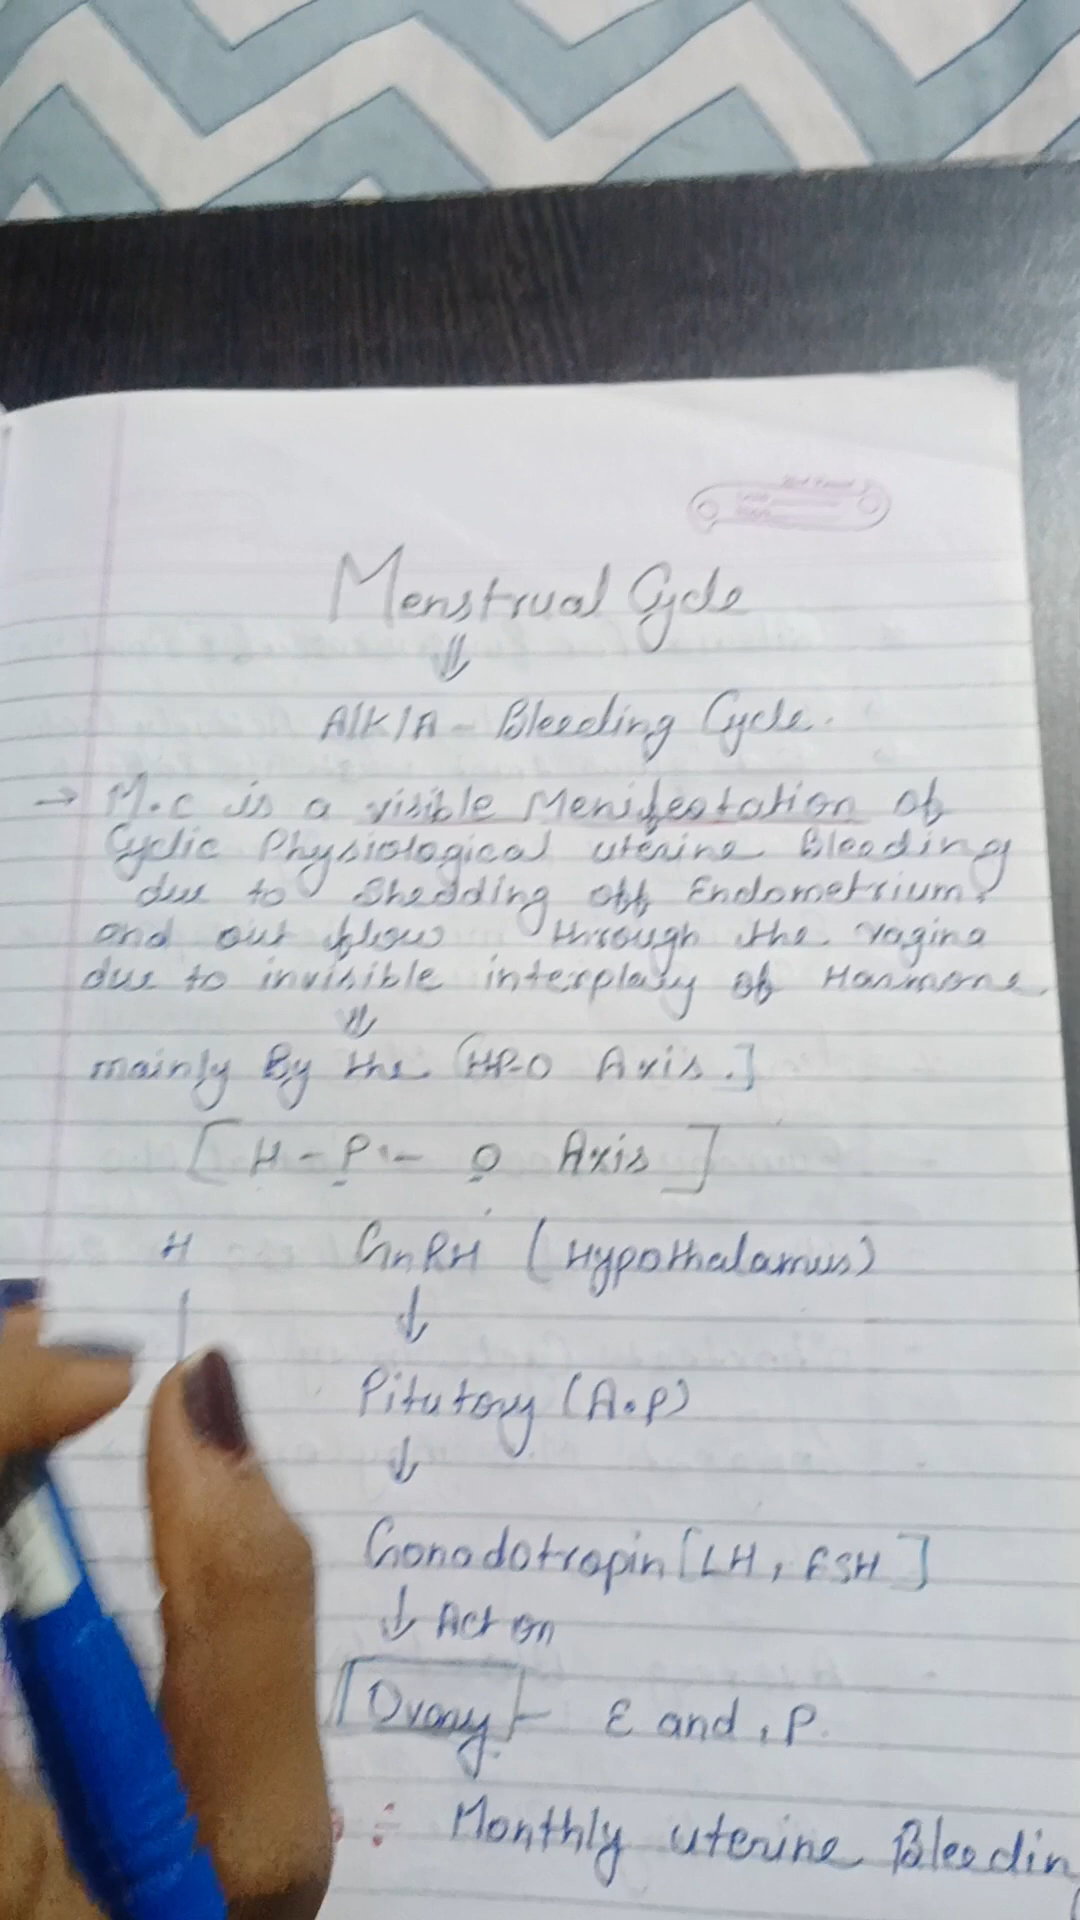 Menstrual Cycle
A/K/A - Bleeding Cycle.
→ M.C is a visible Menifestation of
Cyclic Physiological uterine Bleeding
due to Shedding off Endometrium,
and out flow through the vagina
due to invisible interplay of Harmone
mainly By the [HP-O Axis.]
[H - P - O Axis]
H GnRH (Hypothalamus)
↓
Pitutary (A.P)
↓
Gonadotropin [LH, FSH]
↓ Act on
Ovary - E and, P.
: Monthly uterine Bleedin